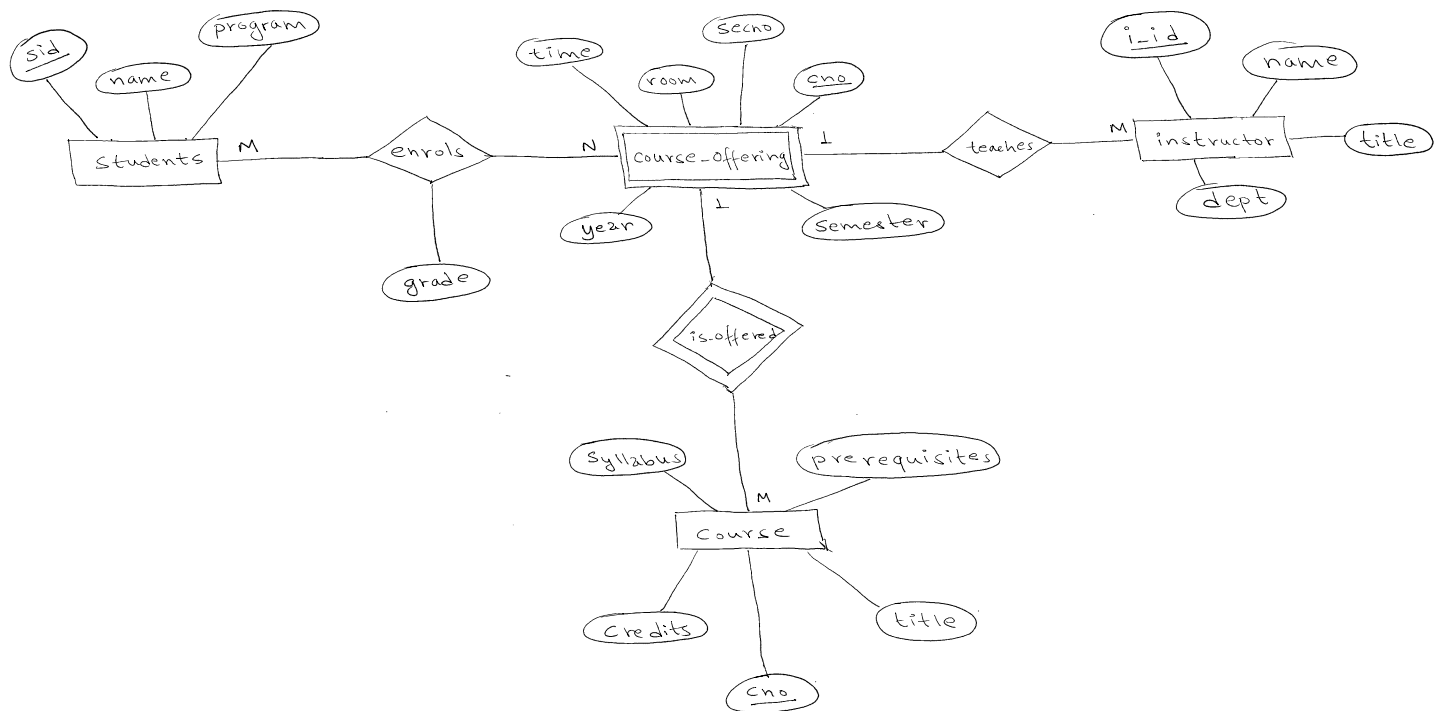 program
sid
name
students
M
enrols
grade
N
time
room
secno
cno
course_offering
year
semester
1
teaches
M
i_id
name
instructor
title
dept
1
is_offered
M
syllabus
prerequisites
course
credits
cno
title